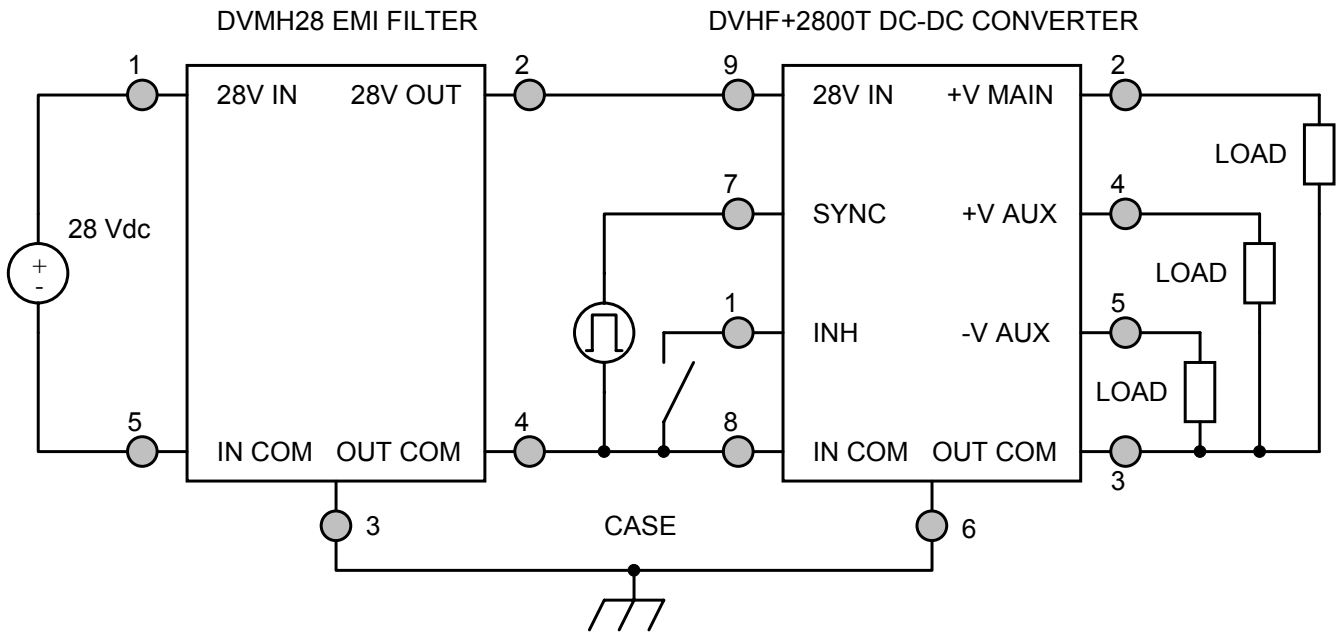 DVMH28 EMI FILTER DVHF+2800T DC-DC CONVERTER
1 2 9 2
28V IN 28V OUT 28V IN +V MAIN
LOAD
7 4
SYNC +V AUX
28 Vdc
+
-
LOAD
1 5
INH -V AUX
LOAD
5 4 8
IN COM OUT COM IN COM OUT COM
3
3 CASE 6